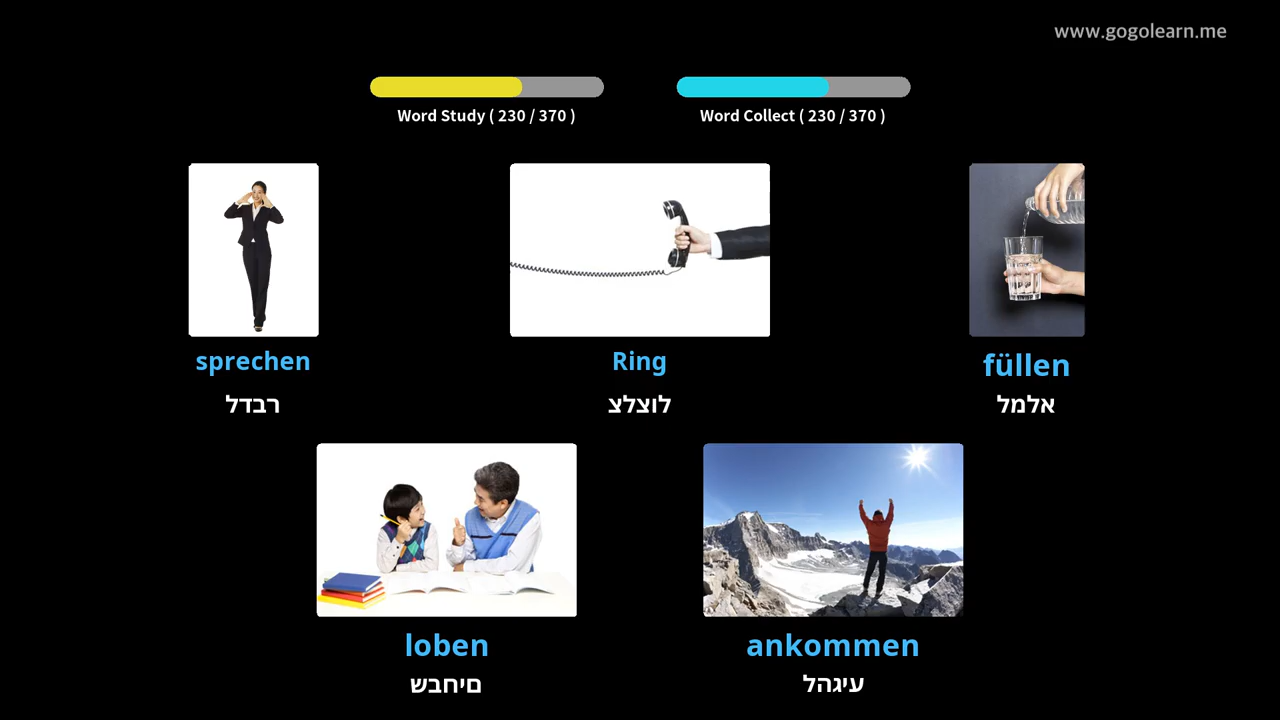 www.gogolearn.me
Word Study ( 230 / 370 )
Word Collect ( 230 / 370 )
sprechen
רבדל
Ring
לוצלצ
füllen
אלמל
loben
םיחבש
ankommen
עיגהל